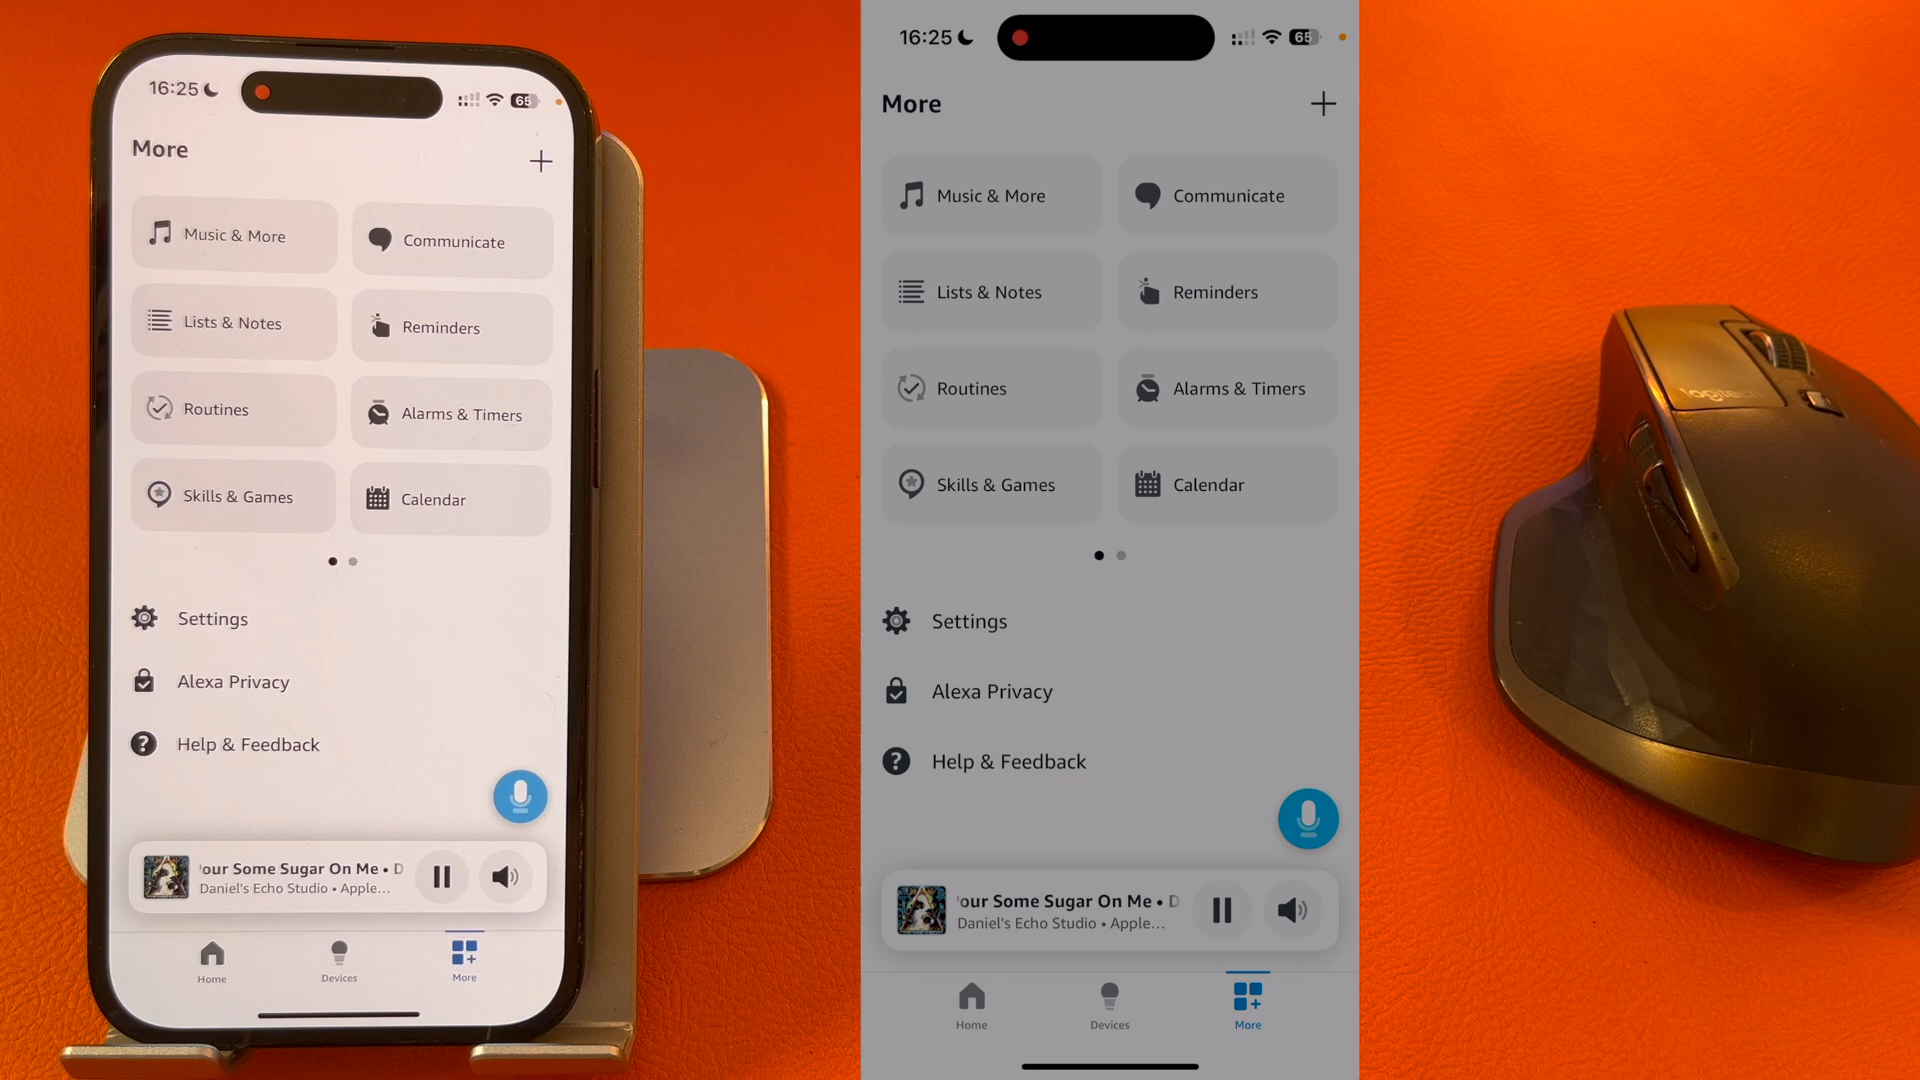 16:25
65
More
Music & More
Communicate
Lists & Notes
Reminders
Routines
Alarms & Timers
Skills & Games
Calendar
Settings
Alexa Privacy
Help & Feedback
our Some Sugar On Me • D
Daniel's Echo Studio • Apple...
Home
Devices
More
16:25
65
More
Music & More
Communicate
Lists & Notes
Reminders
Routines
Alarms & Timers
Skills & Games
Calendar
Settings
Alexa Privacy
Help & Feedback
our Some Sugar On Me • D
Daniel's Echo Studio • Apple...
Home
Devices
More
logitech